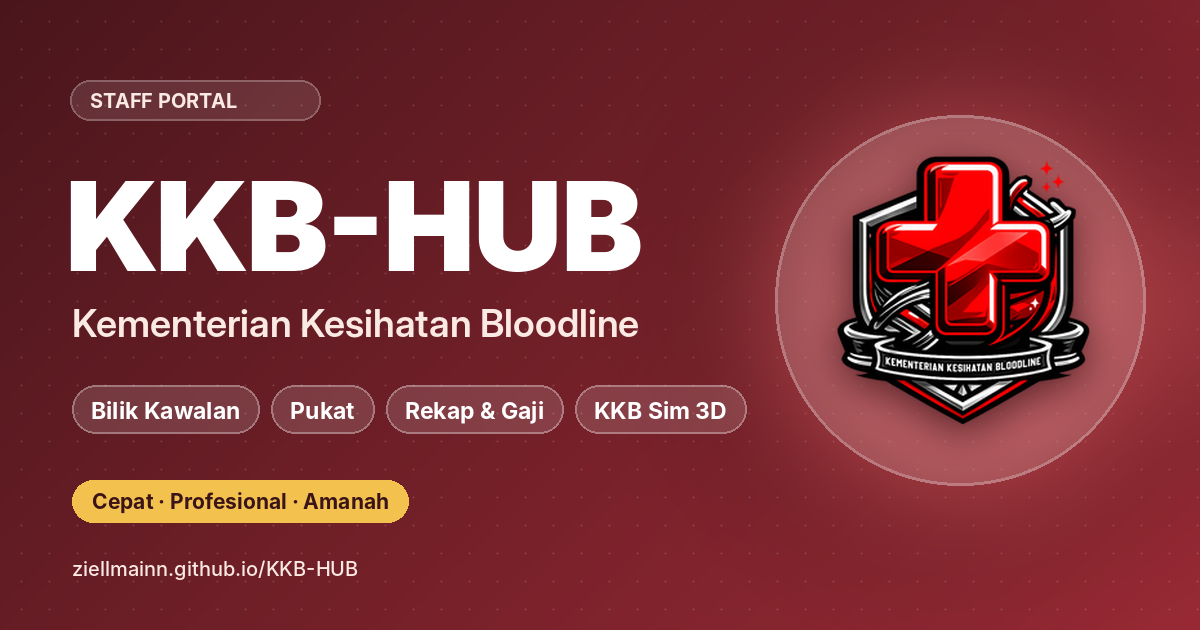 STAFF PORTAL
KKB-HUB
Kementerian Kesihatan Bloodline
Bilik Kawalan
Pukat
Rekap & Gaji
KKB Sim 3D
Cepat · Profesional · Amanah
ziellmainn.github.io/KKB-HUB
KEMENTERIAN KESIHATAN BLOODLINE